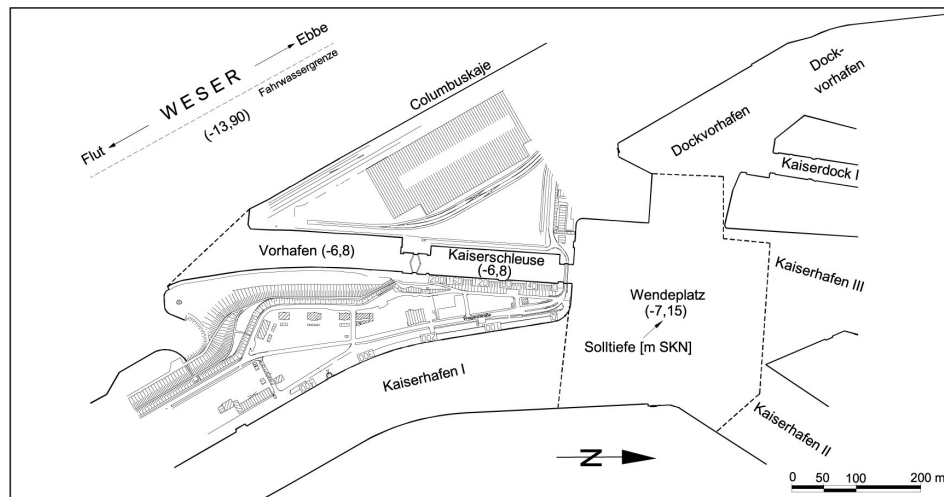 Ebbe
WESER
Fahrwassergrenze
(-13,90)
Flut
Columbuskaje
Dock-
vorhafen
Dockvorhafen
Kaiserdock I
Vorhafen (-6,8)
Kaiserschleuse
(-6,8)
Kaiserhafen III
Wendeplatz
(-7,15)
Solltiefe [m SKN]
Kaiserhafen I
Kaiserhafen II
N
0 50 100 200 m